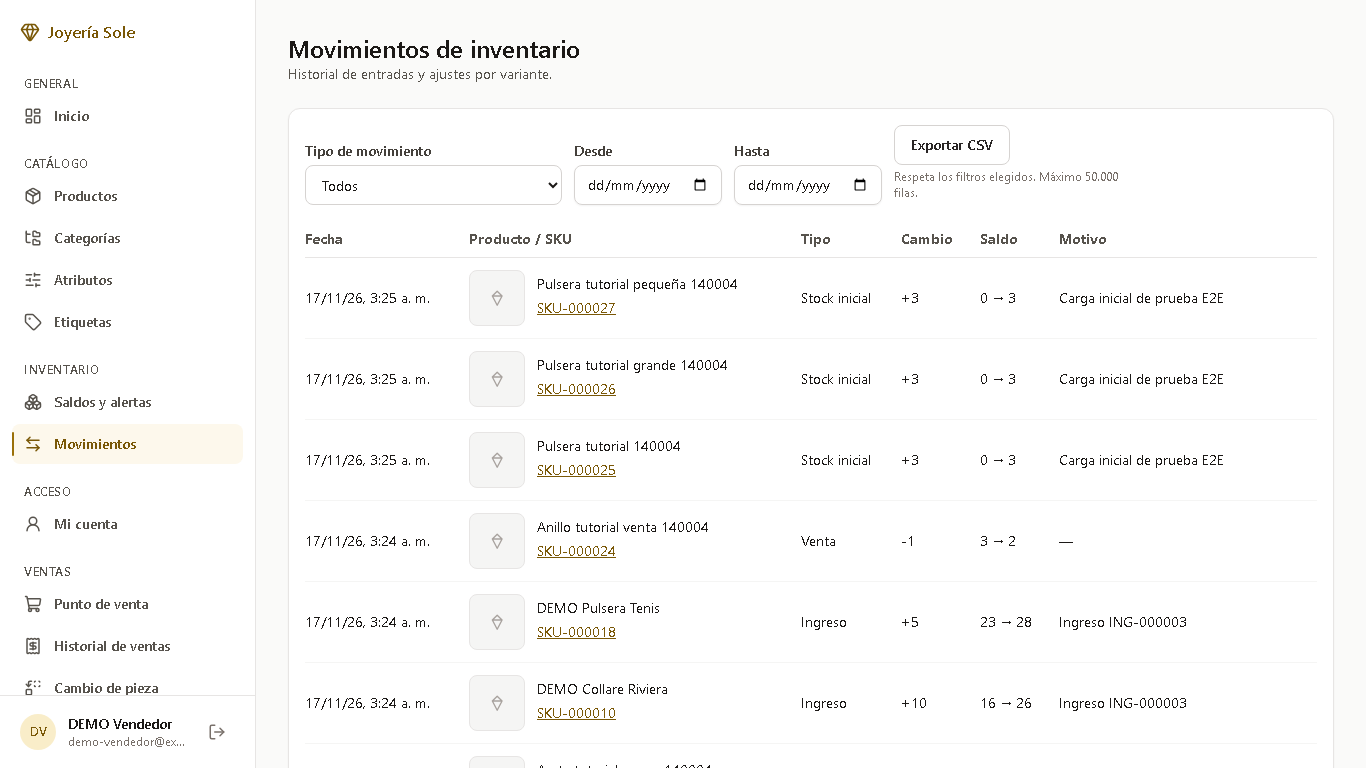 Joyería Sole
GENERAL
Inicio
CATÁLOGO
Productos
Categorías
Atributos
Etiquetas
INVENTARIO
Saldos y alertas
Movimientos
ACCESO
Mi cuenta
VENTAS
Punto de venta
Historial de ventas
Cambio de pieza
DV
DEMO Vendedor
demo-vendedor@ex...
Movimientos de inventario
Historial de entradas y ajustes por variante.
Tipo de movimiento
Todos
Desde
dd/mm/yyyy
Hasta
dd/mm/yyyy
Exportar CSV
Respeta los filtros elegidos. Máximo 50.000
filas.
Fecha Producto / SKU Tipo Cambio Saldo Motivo
17/11/26, 3:25 a. m. Pulsera tutorial pequeña 140004
SKU-000027 Stock inicial +3 0 → 3 Carga inicial de prueba E2E
17/11/26, 3:25 a. m. Pulsera tutorial grande 140004
SKU-000026 Stock inicial +3 0 → 3 Carga inicial de prueba E2E
17/11/26, 3:25 a. m. Pulsera tutorial 140004
SKU-000025 Stock inicial +3 0 → 3 Carga inicial de prueba E2E
17/11/26, 3:24 a. m. Anillo tutorial venta 140004
SKU-000024 Venta -1 3 → 2 —
17/11/26, 3:24 a. m. DEMO Pulsera Tenis
SKU-000018 Ingreso +5 23 → 28 Ingreso ING-000003
17/11/26, 3:24 a. m. DEMO Collare Riviera
SKU-000010 Ingreso +10 16 → 26 Ingreso ING-000003